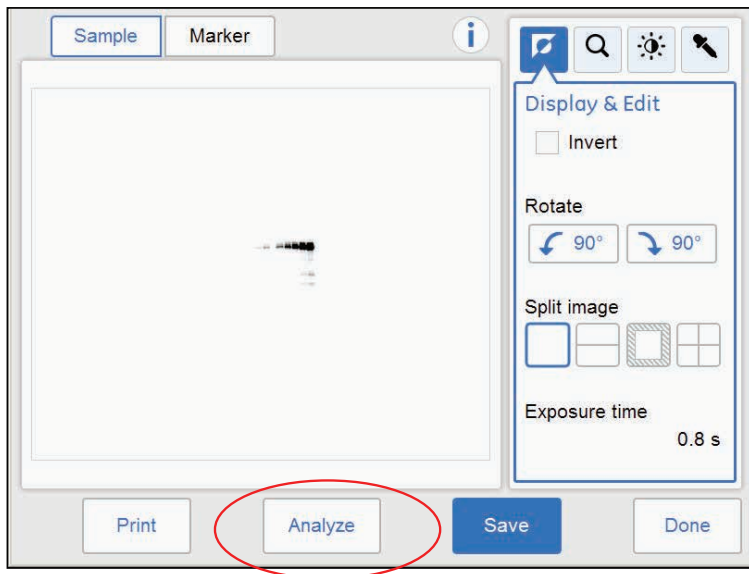 Sample Marker i
Display & Edit
Invert
Rotate
90° 90°
Split image
Exposure time
0.8 s
Print Analyze Save Done